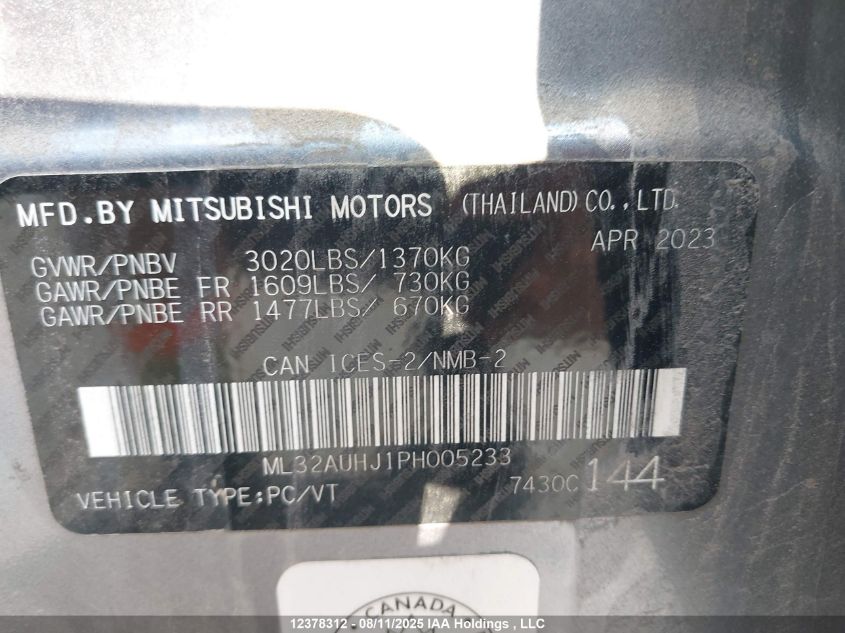 MFD.BY MITSUBISHI MOTORS (THAILAND) CO., LTD.
APR 2023
GVWR/PNBV 3020LBS/1370KG
GAWR/PNBE FR 1609LBS/ 730KG
GAWR/PNBE RR 1477LBS/ 670KG
CAN ICES-2/NMB-2
ML32AUHJ1PH005233
VEHICLE TYPE:PC/VT 7430C 144
CANADA
12378312 - 08/11/2025 IAA Holdings, LLC.